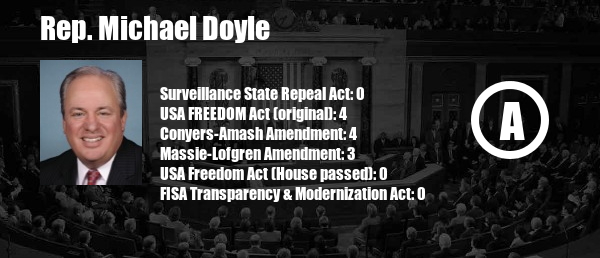 Rep. Michael Doyle
Surveillance State Repeal Act: 0
USA FREEDOM Act (original): 4
Conyers-Amash Amendment: 4
Massie-Lofgren Amendment: 3
USA Freedom Act (House passed): 0
FISA Transparency & Modernization Act: 0
A